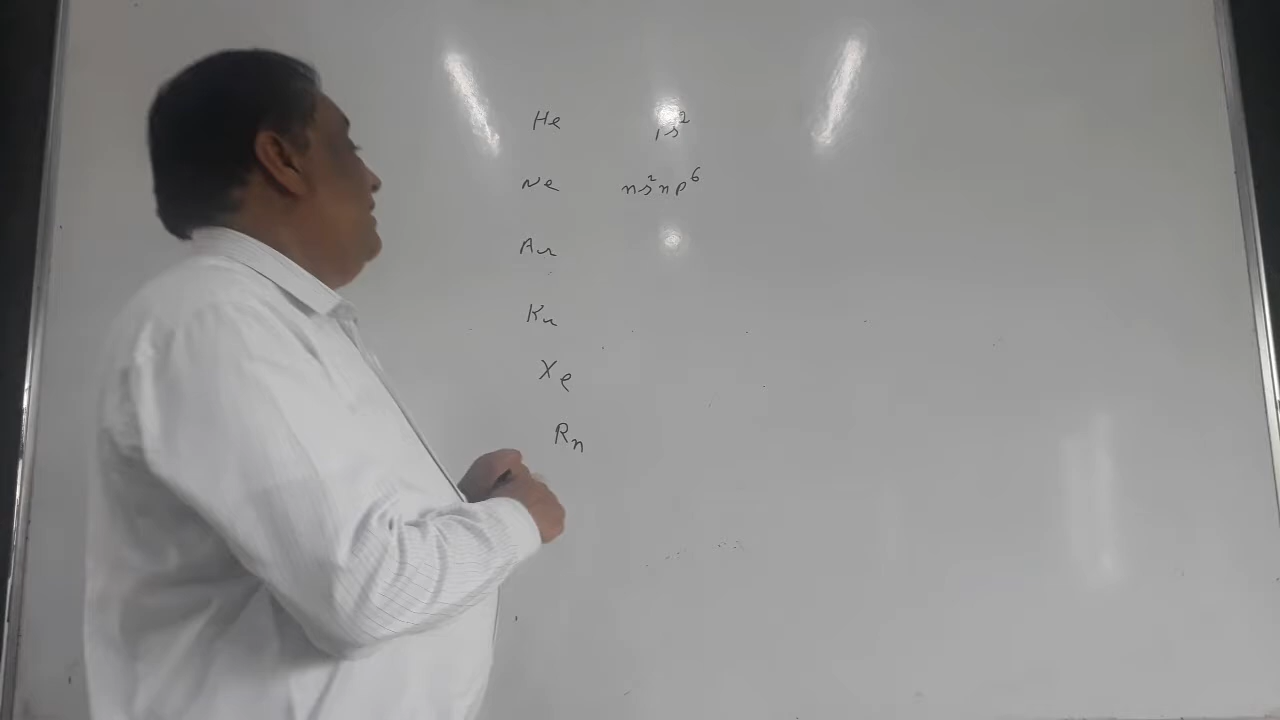 He 1s²
Ne ns²np⁶
Ar
Kr
Xe
Rn